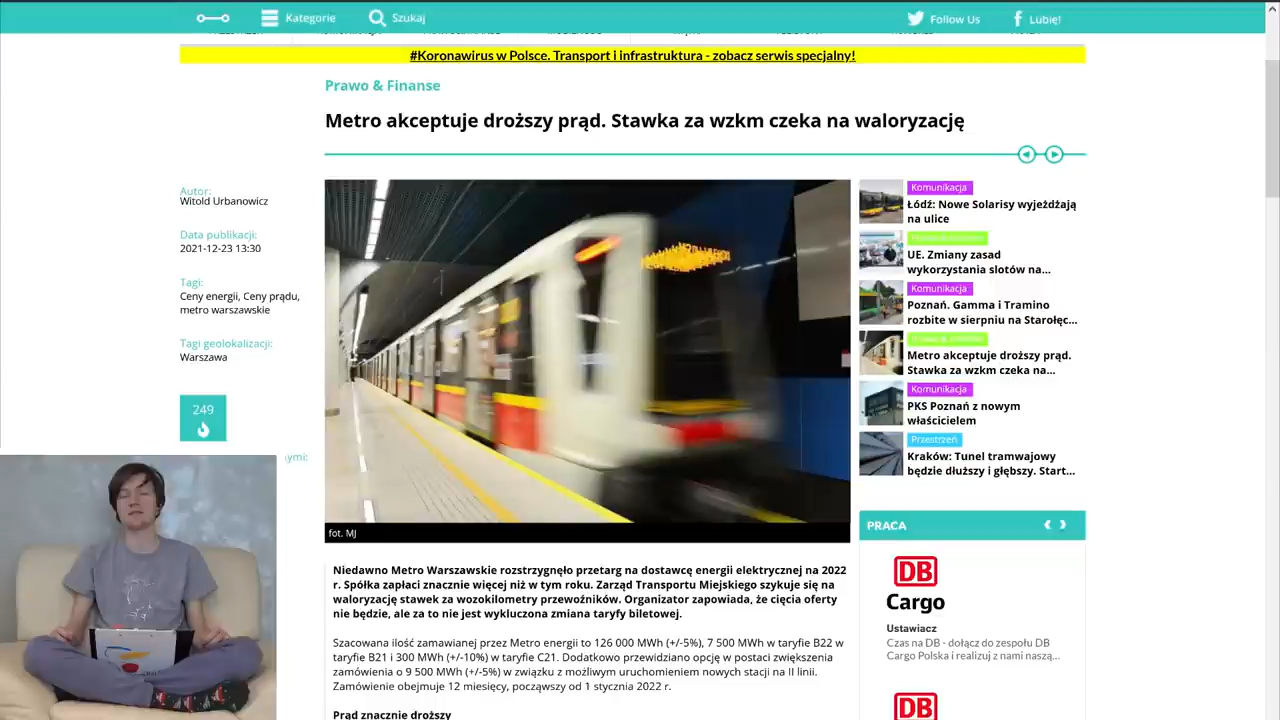 Kategorie
Szukaj
Follow Us
Lubię!
#Koronawirus w Polsce. Transport i infrastruktura - zobacz serwis specjalny!
Prawo & Finanse
Metro akceptuje droższy prąd. Stawka za wzkm czeka na waloryzację
Autor:
Witold Urbanowicz
Data publikacji:
2021-12-23 13:30
Tagi:
Ceny energii, Ceny prądu,
metro warszawskie
Tagi geolokalizacji:
Warszawa
249
ymi:
fot. MJ
Niedawno Metro Warszawskie rozstrzygnęło przetarg na dostawcę energii elektrycznej na 2022
r. Spółka zapłaci znacznie więcej niż w tym roku. Zarząd Transportu Miejskiego szykuje się na
waloryzację stawek za wozokilometry przewoźników. Organizator zapowiada, że cięcia oferty
nie będzie, ale za to nie jest wykluczona zmiana taryfy biletowej.
Szacowana ilość zamawianej przez Metro energii to 126 000 MWh (+/-5%), 7 500 MWh w taryfie B22 w
taryfie B21 i 300 MWh (+/-10%) w taryfie C21. Dodatkowo przewidziano opcję w postaci zwiększenia
zamówienia o 9 500 MWh (+/-5%) w związku z możliwym uruchomieniem nowych stacji na II linii.
Zamówienie obejmuje 12 miesięcy, począwszy od 1 stycznia 2022 r.
Prąd znacznie droższy
Komunikacja
Łódź: Nowe Solarisy wyjeżdżają
na ulice
UE. Zmiany zasad
wykorzystania slotów na...
Komunikacja
Poznań. Gamma i Tramino
rozbite w sierpniu na Starołęc...
Metro akceptuje droższy prąd.
Stawka za wzkm czeka na...
Komunikacja
PKS Poznań z nowym
właścicielem
Przestrzeń
Kraków: Tunel tramwajowy
będzie dłuższy i głębszy. Start...
PRACA
DB
Cargo
Ustawiacz
Czas na DB - dołącz do zespołu DB
Cargo Polska i realizuj z nami naszą...
DB